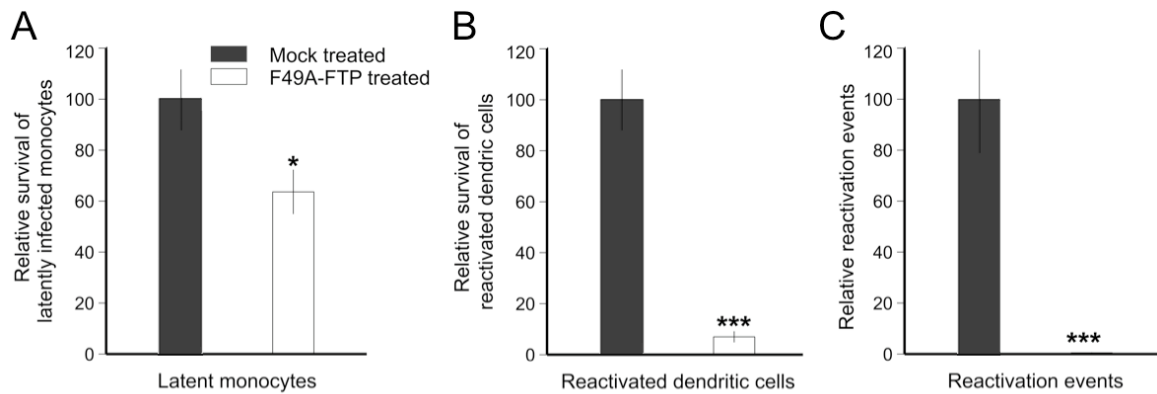 A
Relative survival of
latently infected monocytes
120
100
80
60
40
20
0
Mock treated
F49A-FTP treated
*
Latent monocytes
B
Relative survival of
reactivated dendric cells
120
100
80
60
40
20
0
***
Reactivated dendritic cells
C
Relative reactivation events
120
100
80
60
40
20
0
***
Reactivation events